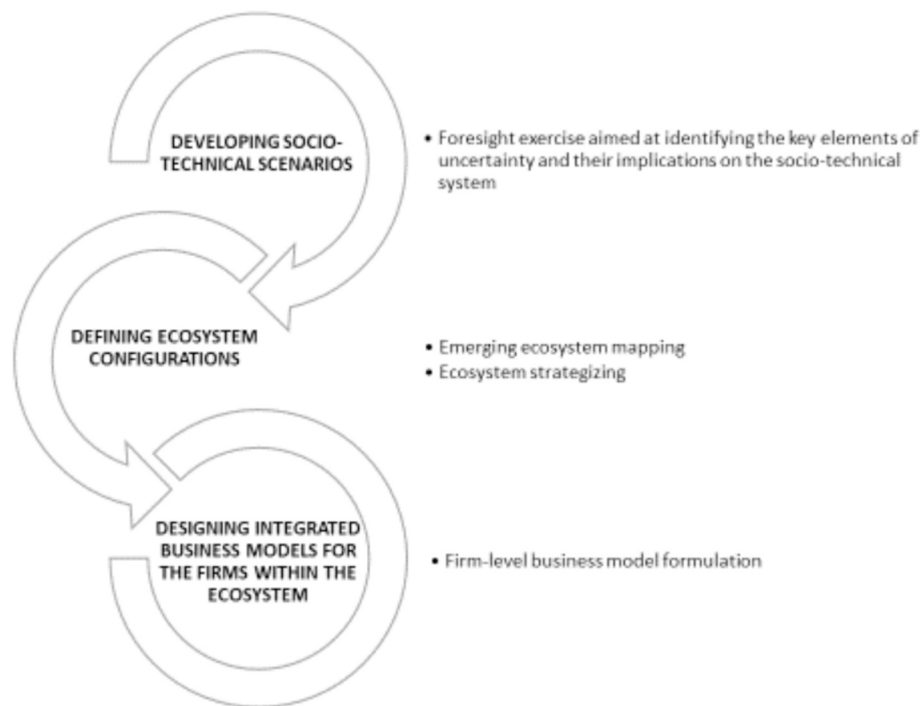 DEVELOPING SOCIO-
TECHNICAL SCENARIOS
• Foresight exercise aimed at identifying the key elements of
uncertainty and their implications on the socio-technical
system
DEFINING ECOSYSTEM
CONFIGURATIONS
• Emerging ecosystem mapping
• Ecosystem strategizing
DESIGNING INTEGRATED
BUSINESS MODELS FOR
THE FIRMS WITHIN THE
ECOSYSTEM
• Firm-level business model formulation